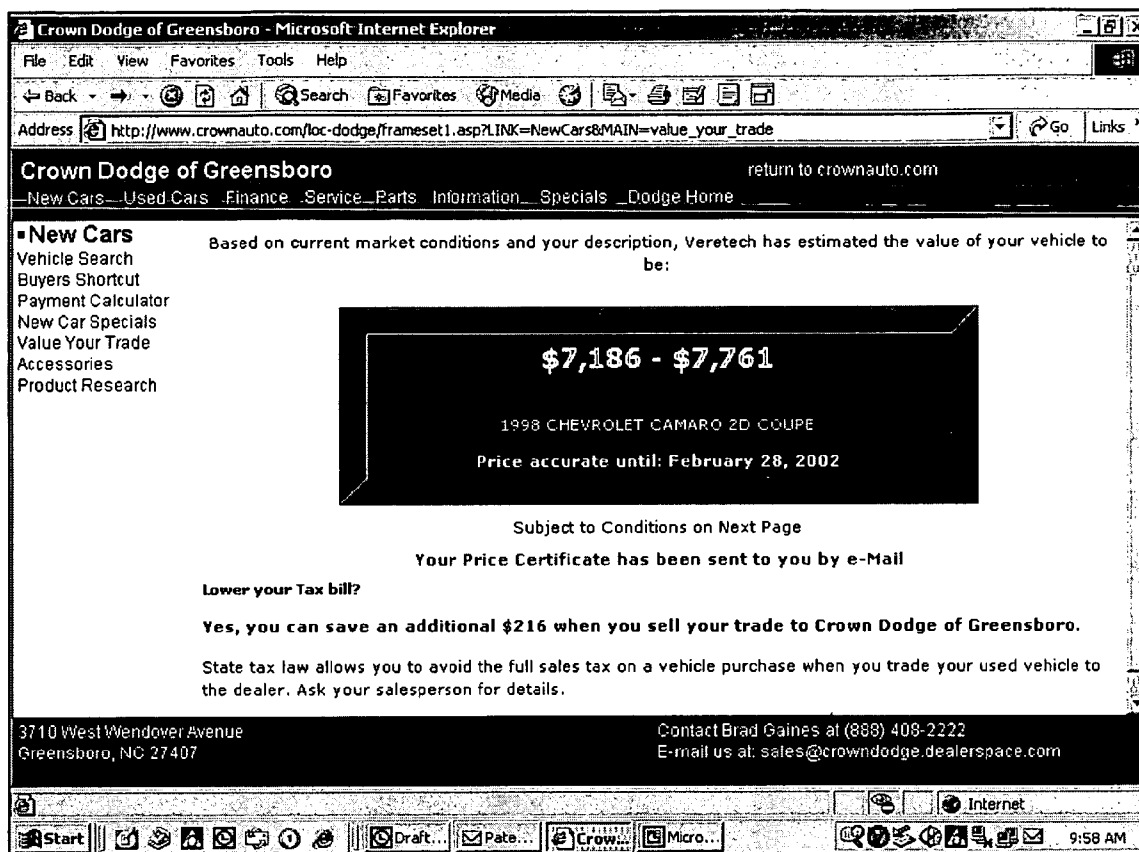 Crown Dodge of Greensboro - Microsoft Internet Explorer
File Edit View Favorites Tools Help
Back Search Favorites Media
Address http://www.crownauto.com/loc-dodge/frameset1.asp?LINK=NewCars&MAIN=value_your_trade Go Links
Crown Dodge of Greensboro return to crownauto.com
New Cars Used Cars Finance Service Parts Information Specials Dodge Home
New Cars
Vehicle Search
Buyers Shortcut
Payment Calculator
New Car Specials
Value Your Trade
Accessories
Product Research
Based on current market conditions and your description, Veretech has estimated the value of your vehicle to
be:
$7,186 - $7,761
1998 CHEVROLET CAMARO 2D COUPE
Price accurate until: February 28, 2002
Subject to Conditions on Next Page
Your Price Certificate has been sent to you by e-Mail
Lower your Tax bill?
Yes, you can save an additional $216 when you sell your trade to Crown Dodge of Greensboro.
State tax law allows you to avoid the full sales tax on a vehicle purchase when you trade your used vehicle to
the dealer. Ask your salesperson for details.
3710 West Wendover Avenue
Greensboro, NC 27407
Contact Brad Gaines at (888) 408-2222
E-mail us at: sales@crowndodge.dealerspace.com
Internet
Start Draft... Pate... Crow... Micro... 9:58 AM